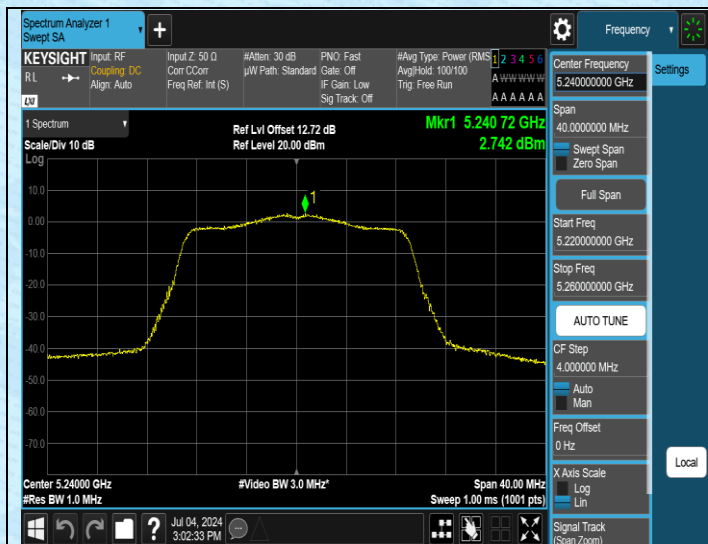 Spectrum Analyzer 1
Swept SA
+
Frequency
KEYSIGHT
RL
LXI
Input: RF
Coupling: DC
Align: Auto
Input Z: 50 Ω
Corr CCorr
Freq Ref: Int (S)
#Atten: 30 dB
µW Path: Standard
PNO: Fast
Gate: Off
IF Gain: Low
Sig Track: Off
#Avg Type: Power (RMS
Avg|Hold: 100/100
Trig: Free Run
1 2 3 4 5 6
A W W W W W
A A A A A A
1 Spectrum
Scale/Div 10 dB
Log
Ref Lvl Offset 12.72 dB
Ref Level 20.00 dBm
Mkr1 5.240 72 GHz
2.742 dBm
1
10.0
0.00
-10.0
-20.0
-30.0
-40.0
-50.0
-60.0
-70.0
Center 5.24000 GHz
#Res BW 1.0 MHz
#Video BW 3.0 MHz*
Span 40.00 MHz
Sweep 1.00 ms (1001 pts)
?
Jul 04, 2024
3:02:33 PM
Center Frequency
5.240000000 GHz
Settings
Span
40.0000000 MHz
Swept Span
Zero Span
Full Span
Start Freq
5.220000000 GHz
Stop Freq
5.260000000 GHz
AUTO TUNE
CF Step
4.000000 MHz
Auto
Man
Freq Offset
0 Hz
X Axis Scale
Log
Lin
Local
Signal Track
(Span Zoom)